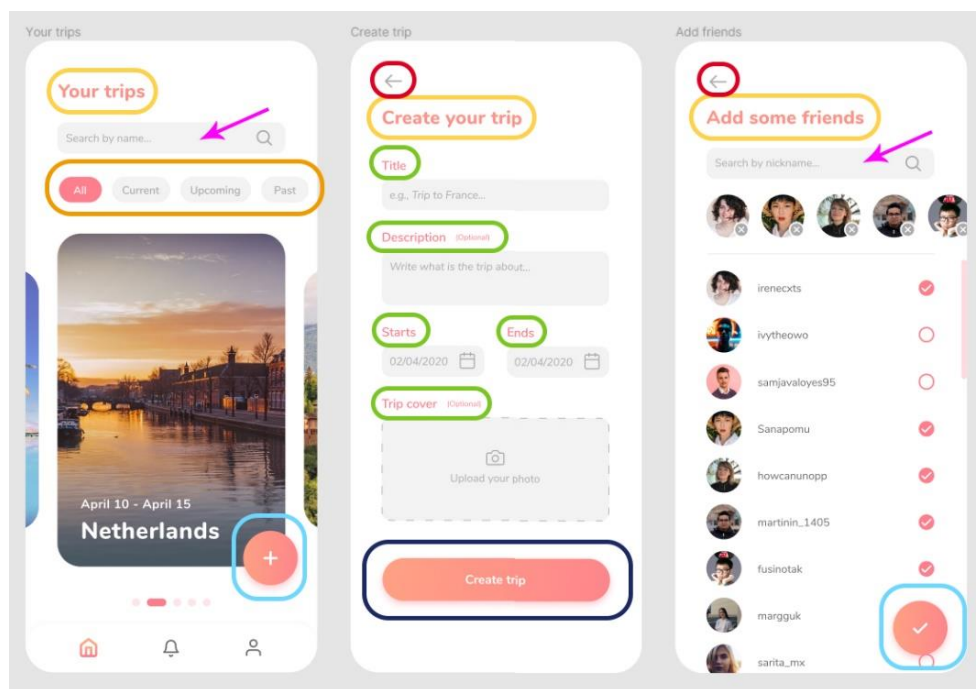 Your trips
Your trips
Search by name...
All Current Upcoming Past
April 10 - April 15
Netherlands
Create trip
Create your trip
Title
e.g., Trip to France...
Description (Optional)
Write what is the trip about...
Starts Ends
02/04/2020 02/04/2020
Trip cover (Optional)
Upload your photo
Create trip
Add friends
Add some friends
Search by nickname...
irenecxts
ivytheowo
samjavaloyes95
Sanapomu
howcanunopp
martinin_1405
fusinotak
margguk
sarita_mx